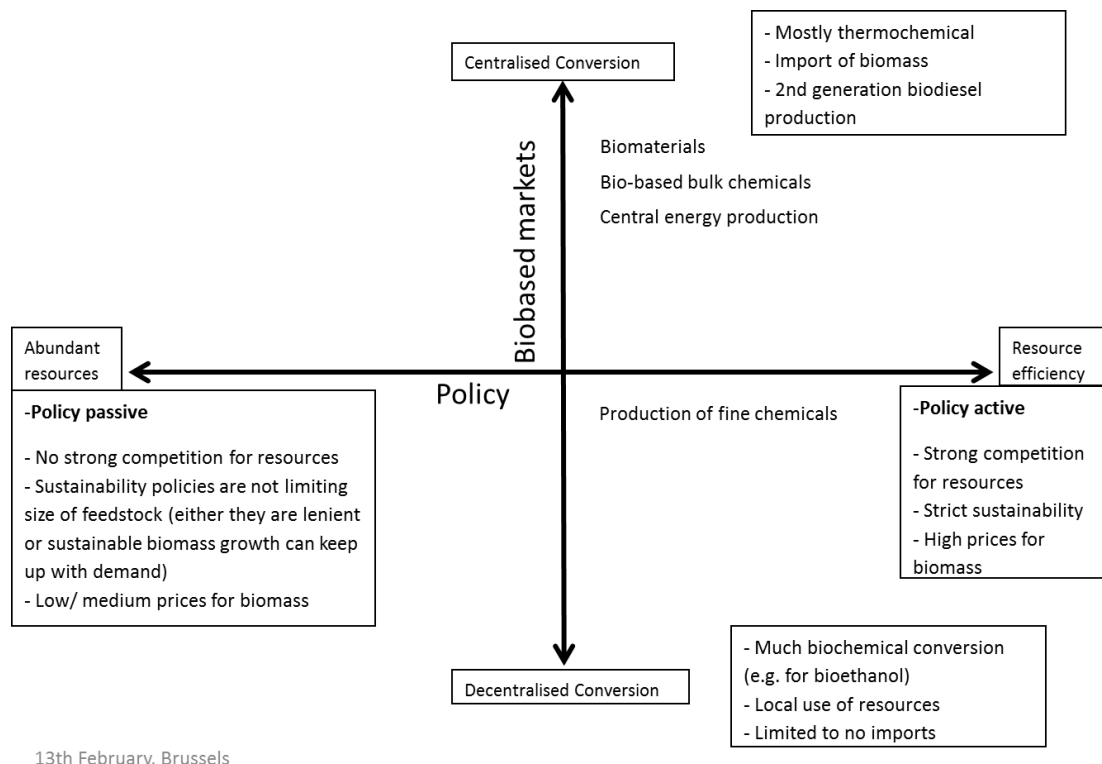 - Mostly thermochemical
- Import of biomass
- 2nd generation biodiesel
production
Centralised Conversion
Biobased markets
Biomaterials
Bio-based bulk chemicals
Central energy production
Abundant
resources
Resource
efficiency
Policy
-Policy passive
- No strong competition for resources
- Sustainability policies are not limiting
size of feedstock (either they are lenient
or sustainable biomass growth can keep
up with demand)
- Low/ medium prices for biomass
Production of fine chemicals
-Policy active
- Strong competition
for resources
- Strict sustainability
- High prices for
biomass
Decentralised Conversion
- Much biochemical conversion
(e.g. for bioethanol)
- Local use of resources
- Limited to no imports
13th February, Brussels